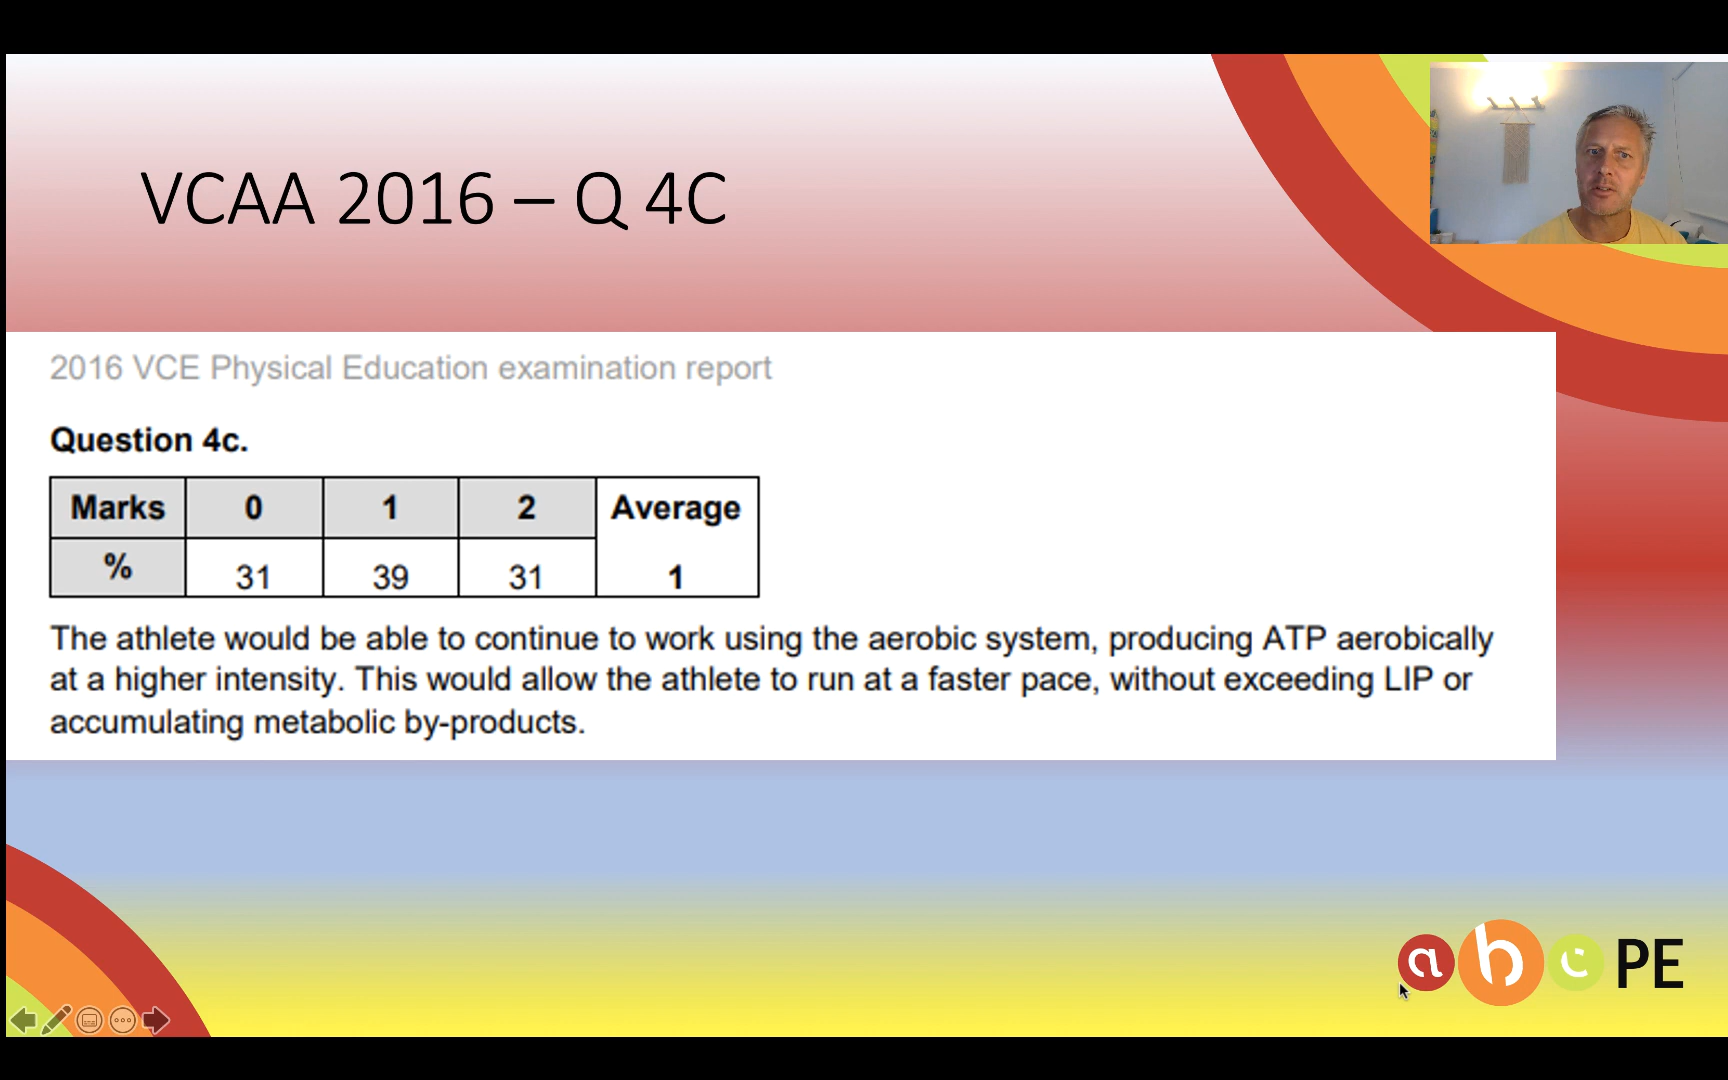 VCAA 2016 – Q 4C
2016 VCE Physical Education examination report
Question 4c.
Marks 0 1 2 Average
% 31 39 31 1
The athlete would be able to continue to work using the aerobic system, producing ATP aerobically
at a higher intensity. This would allow the athlete to run at a faster pace, without exceeding LIP or
accumulating metabolic by-products.
a b c PE